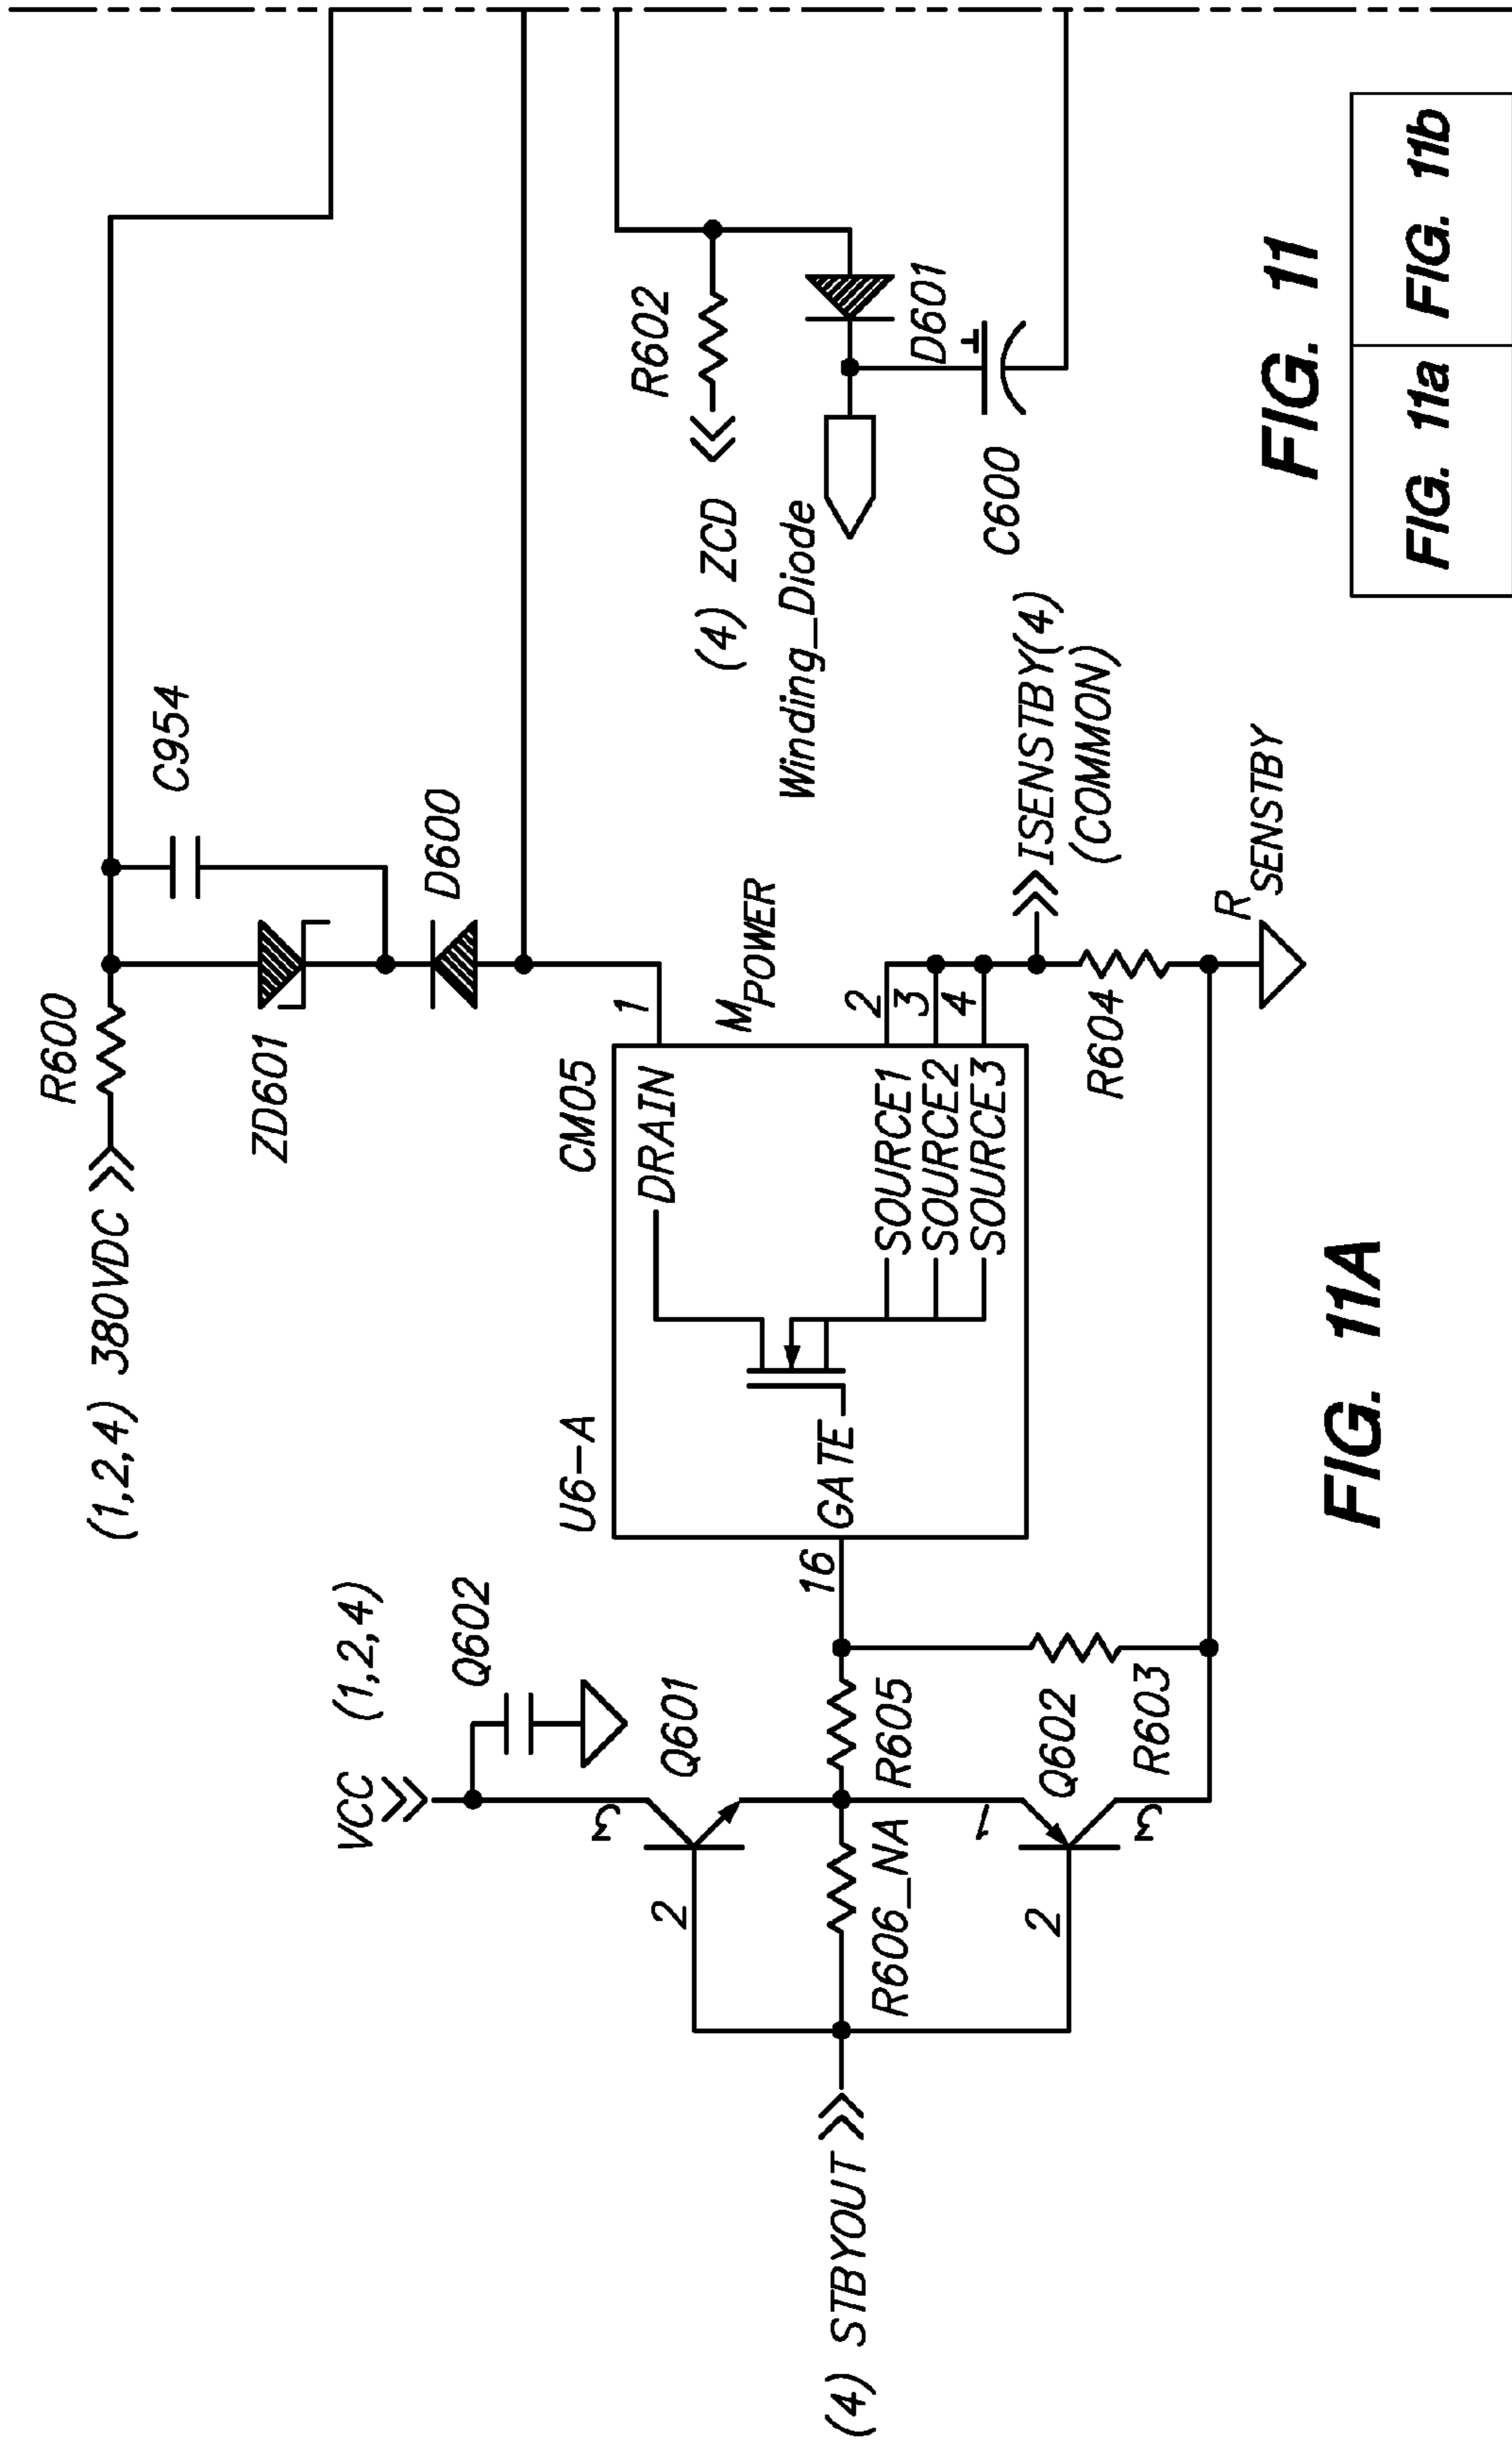 R600
(1,2,4) 380VDC
C954
ZD601
D600
(1,2,4)
VCC
Q602
Q601
3
2
R606_NA
R605
(4) STBYOUT
1
Q602
2
3
R603
16
U6-A
CM05
GATE
DRAIN
SOURCE1
SOURCE2
SOURCE3
1
MPOWER
2
3
4
R604
ISENSTBY(4)
(COMMON)
RSENSTBY
R602
(4) ZCD
Winding_Diode
D601
C600
FIG. 11
FIG. 11a
FIG. 11b
FIG. 11A